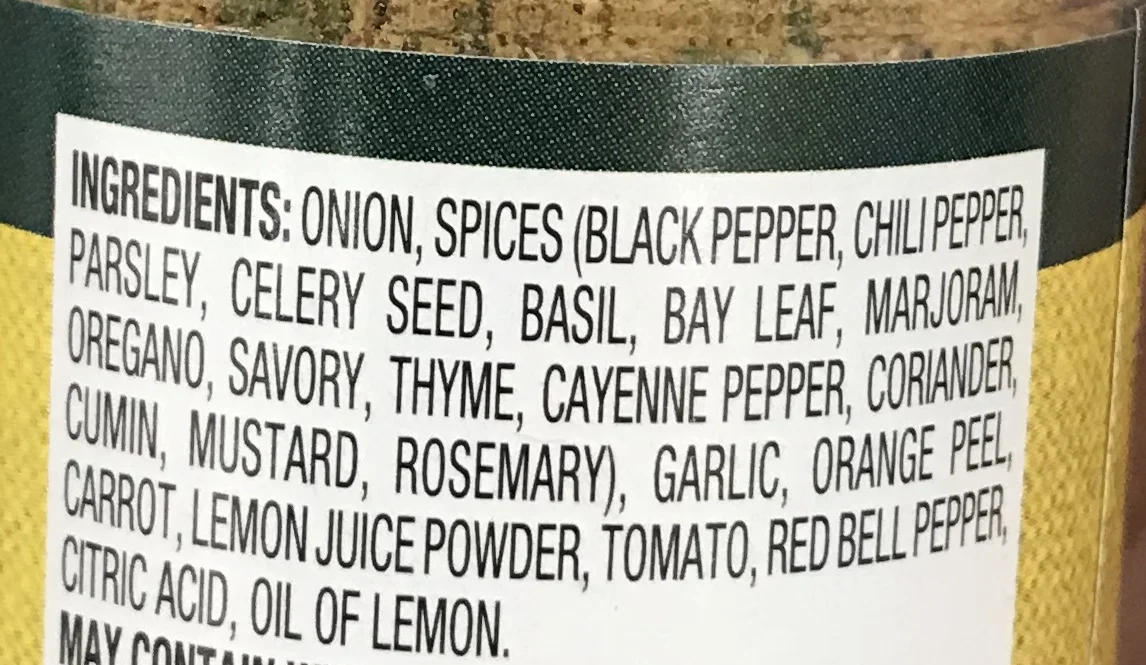 INGREDIENTS: ONION, SPICES (BLACK PEPPER, CHILI PEPPER,
PARSLEY, CELERY SEED, BASIL, BAY LEAF, MARJORAM,
OREGANO, SAVORY, THYME, CAYENNE PEPPER, CORIANDER,
CUMIN, MUSTARD, ROSEMARY), GARLIC, ORANGE PEEL,
CARROT, LEMON JUICE POWDER, TOMATO, RED BELL PEPPER,
CITRIC ACID, OIL OF LEMON.
MAY CONTAIN